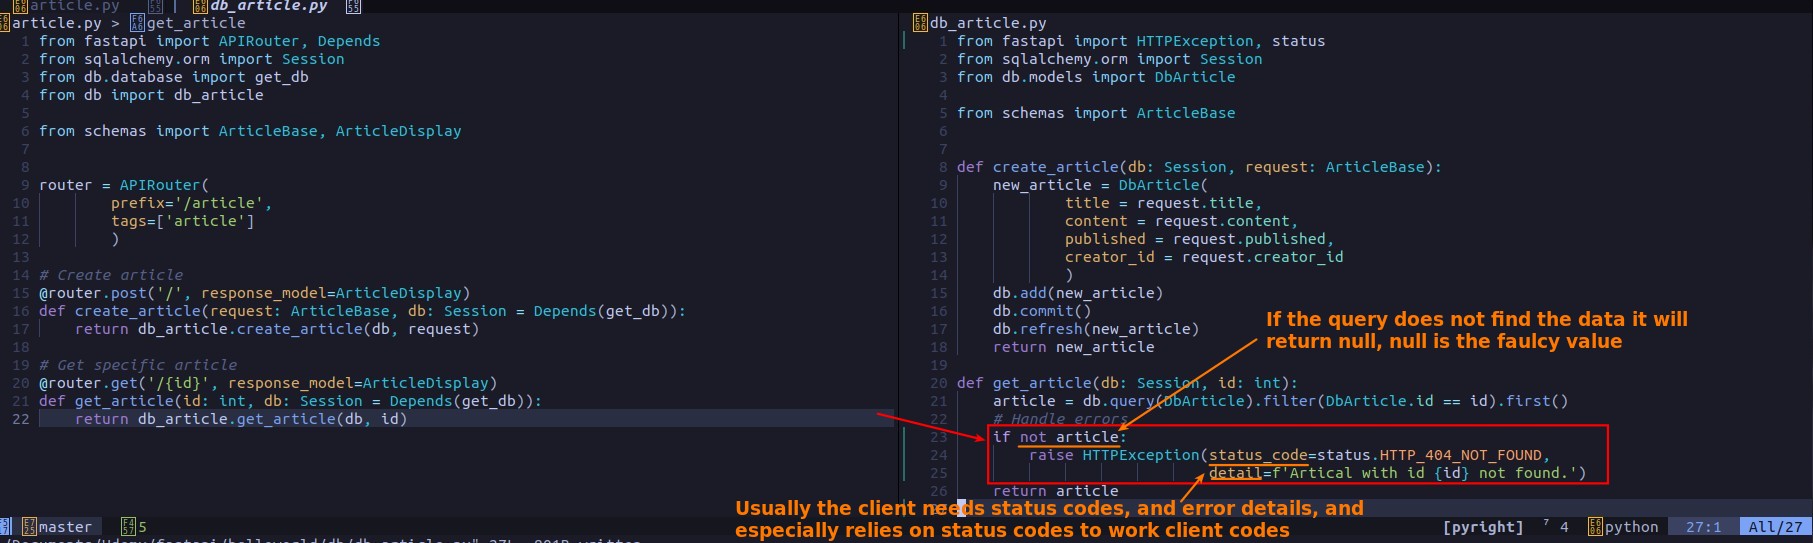 article.py | db_article.py
article.py > get_article
1 from fastapi import APIRouter, Depends
2 from sqlalchemy.orm import Session
3 from db.database import get_db
4 from db import db_article
5
6 from schemas import ArticleBase, ArticleDisplay
7
8
9 router = APIRouter(
10 prefix='/article',
11 tags=['article']
12 )
13
14 # Create article
15 @router.post('/', response_model=ArticleDisplay)
16 def create_article(request: ArticleBase, db: Session = Depends(get_db)):
17 return db_article.create_article(db, request)
18
19 # Get specific article
20 @router.get('/{id}', response_model=ArticleDisplay)
21 def get_article(id: int, db: Session = Depends(get_db)):
22 return db_article.get_article(db, id)
db_article.py
1 from fastapi import HTTPException, status
2 from sqlalchemy.orm import Session
3 from db.models import DbArticle
4
5 from schemas import ArticleBase
6
7
8 def create_article(db: Session, request: ArticleBase):
9 new_article = DbArticle(
10 title = request.title,
11 content = request.content,
12 published = request.published,
13 creator_id = request.creator_id
14 )
15 db.add(new_article)
16 db.commit()
17 db.refresh(new_article)
18 return new_article
19
20 def get_article(db: Session, id: int):
21 article = db.query(DbArticle).filter(DbArticle.id == id).first()
22 # Handle errors
23 if not article:
24 raise HTTPException(status_code=status.HTTP_404_NOT_FOUND,
25 detail=f'Artical with id {id} not found.')
26 return article
If the query does not find the data it will
return null, null is the faulcy value
Usually the client needs status codes, and error details, and
especially relies on status codes to work client codes
master 5
[pyright] 7 4 python 27:1 All/27